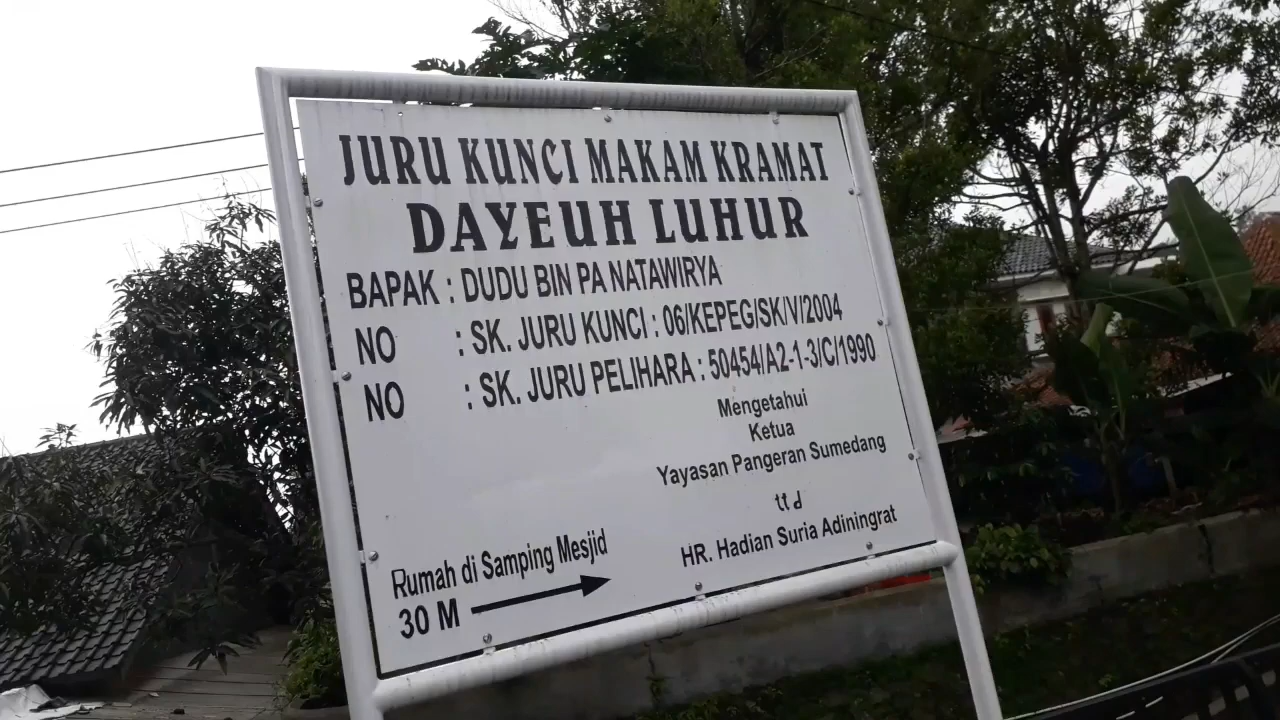 JURU KUNCI MAKAM KRAMAT
DAYEUH LUHUR
BAPAK : DUDU BIN PA NATAWIRYA
NO : SK. JURU KUNCI : 06/KEPEG/SK/V/2004
NO : SK. JURU PELIHARA : 50454/A2-1-3/C/1990
Mengetahui
Ketua
Yayasan Pangeran Sumedang
ttd
HR. Hadian Suria Adiningrat
Rumah di Samping Mesjid
30 M